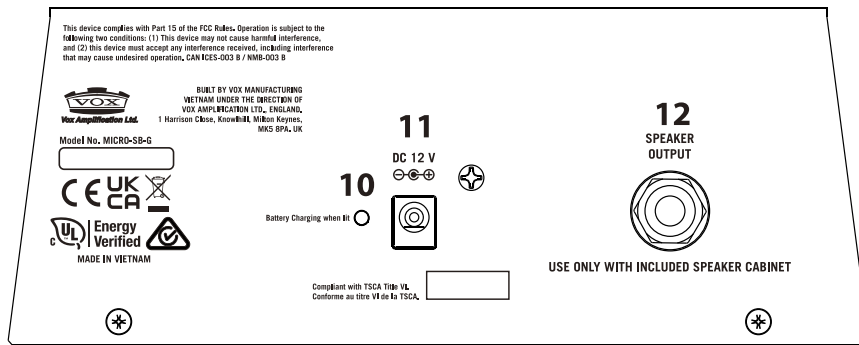 This device complies with Part 15 of the FCC Rules. Operation is subject to the
following two conditions: (1) This device may not cause harmful interference,
and (2) this device must accept any interference received, including interference
that may cause undesired operation. CAN ICES-003 B / NMB-003 B
VOX
Vox Amplification Ltd.
BUILT BY VOX MANUFACTURING
VIETNAM UNDER THE DIRECTION OF
VOX AMPLIFICATION LTD., ENGLAND.
1 Harrison Close, Knowlhill, Milton Keynes,
MK5 8PA. UK
Model No. MICRO-SB-G
CE UK
CA
c UL Energy
Verified
MADE IN VIETNAM
10
Battery Charging when lit
11
DC 12 V
Compliant with TSCA Title VI.
Conforme au titre VI de la TSCA.
12
SPEAKER
OUTPUT
USE ONLY WITH INCLUDED SPEAKER CABINET